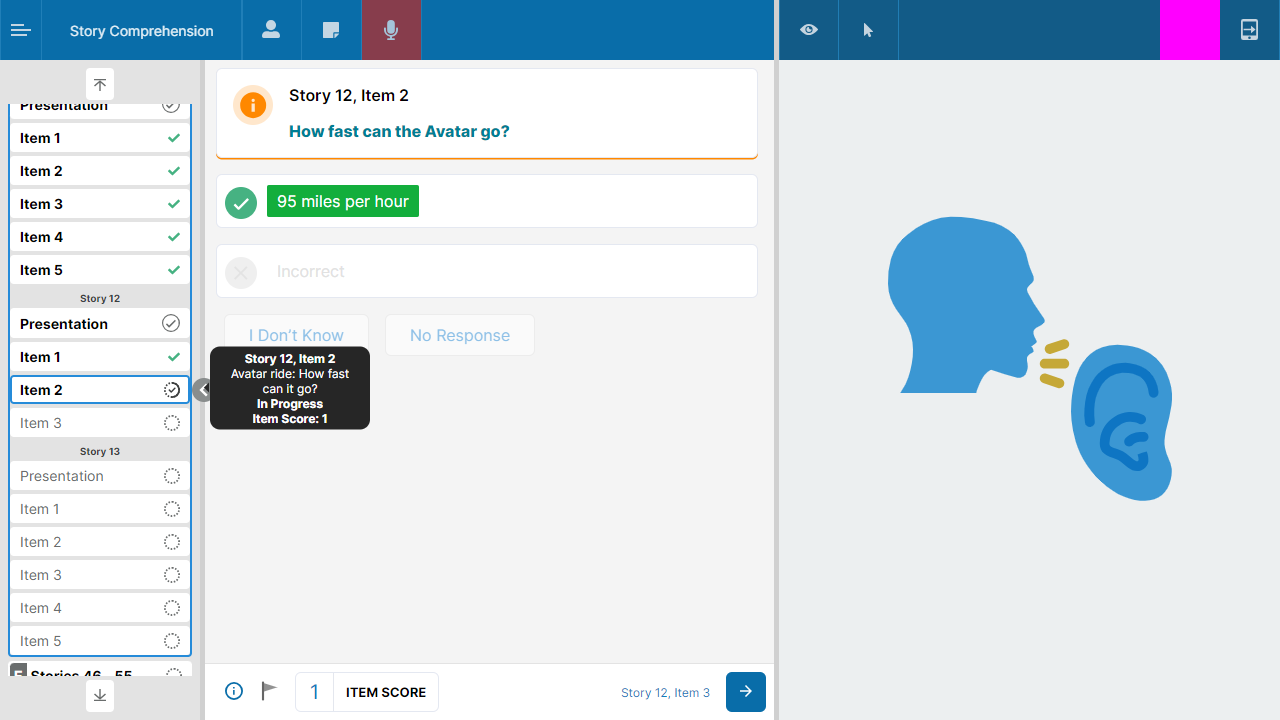 Story Comprehension
Presentation
Item 1
Item 2
Item 3
Item 4
Item 5
Story 12
Presentation
Item 1
Item 2
Item 3
Story 13
Presentation
Item 1
Item 2
Item 3
Item 4
Item 5
E Stories 46 - 55
Story 12, Item 2
How fast can the Avatar go?
95 miles per hour
Incorrect
I Don't Know
No Response
Story 12, Item 2
Avatar ride: How fast
can it go?
In Progress
Item Score: 1
1 ITEM SCORE
Story 12, Item 3